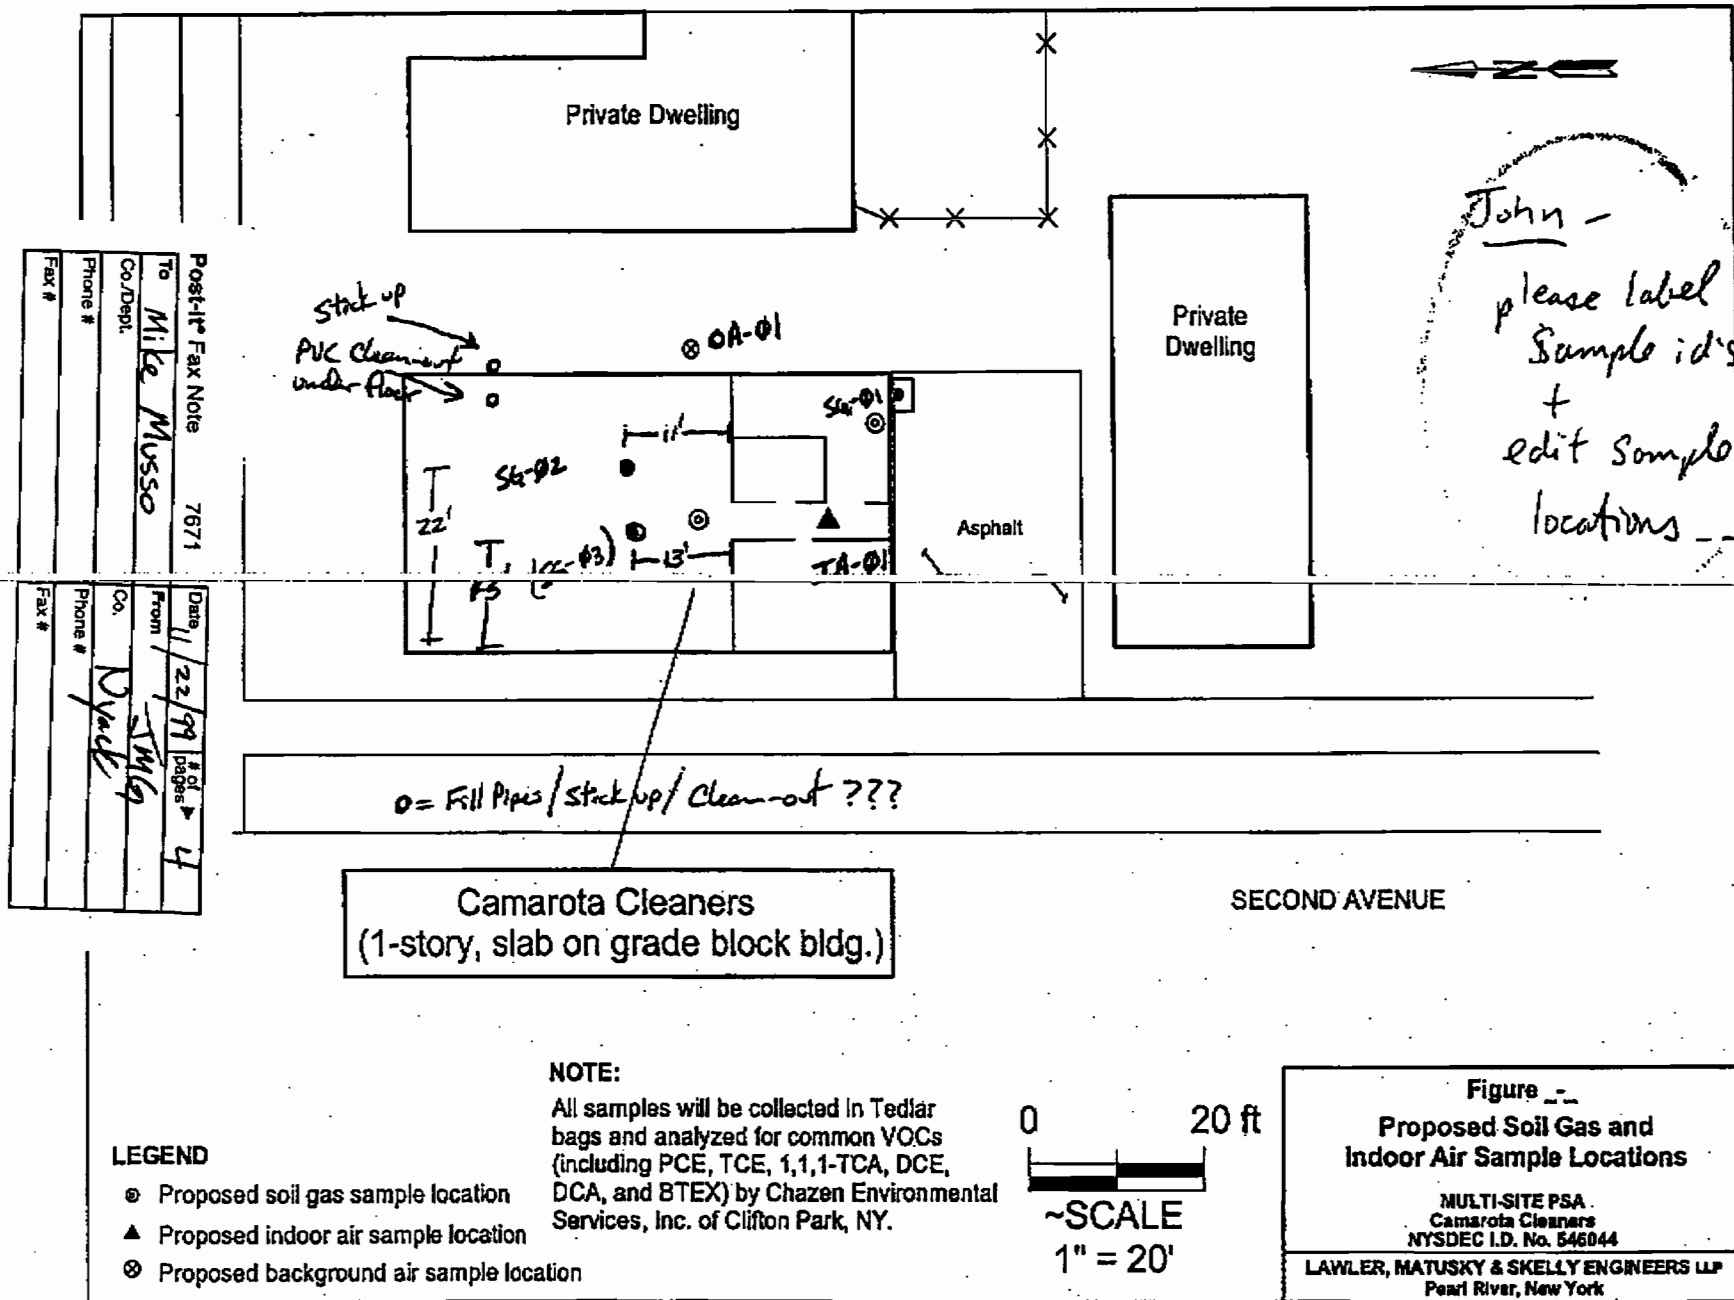 Private Dwelling
N
John -
please label
Sample id's
+
edit Sample
locations --
Private
Dwelling
Stick up
PVC Clean-out
under floor
OA-Ø1
SG-Ø1
11'
SG-Ø2
22'
13'
Asphalt
Post-it® Fax Note 7671
To Mike Musso
Co./Dept.
Phone #
Fax #
Date 11/22/99 # of pages ▶ 4
From JMG
Co. Nyack
Phone #
Fax #
o = Fill Pipes / Stick up / Clean-out ???
Camarota Cleaners
(1-story, slab on grade block bldg.)
SECOND AVENUE
NOTE:
All samples will be collected in Tedlar
bags and analyzed for common VOCs
(including PCE, TCE, 1,1,1-TCA, DCE,
DCA, and BTEX) by Chazen Environmental
Services, Inc. of Clifton Park, NY.
LEGEND
Proposed soil gas sample location
Proposed indoor air sample location
Proposed background air sample location
0 20 ft
~SCALE
1" = 20'
Figure _-_
Proposed Soil Gas and
Indoor Air Sample Locations
MULTI-SITE PSA
Camarota Cleaners
NYSDEC I.D. No. 546044
LAWLER, MATUSKY & SKELLY ENGINEERS LLP
Pearl River, New York